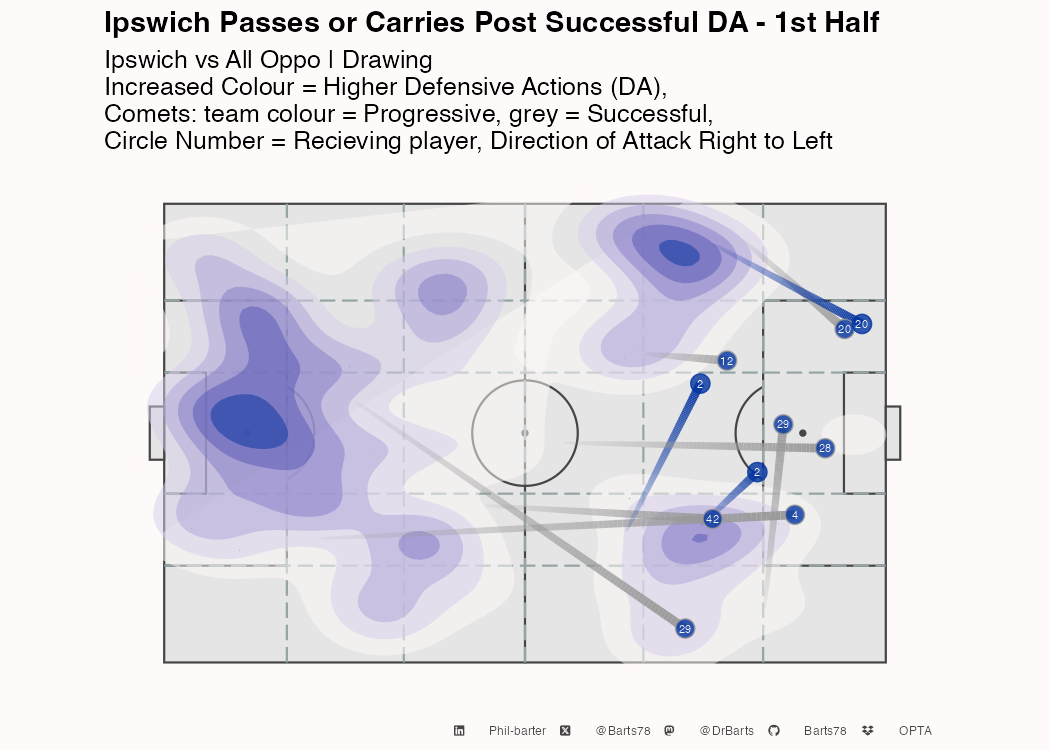 Ipswich Passes or Carries Post Successful DA - 1st Half
Ipswich vs All Oppo | Drawing
Increased Colour = Higher Defensive Actions (DA),
Comets: team colour = Progressive, grey = Successful,
Circle Number = Recieving player, Direction of Attack Right to Left
20 20
12
2
29
28
2
4
42
29
Phil-barter @Barts78 @DrBarts Barts78 OPTA